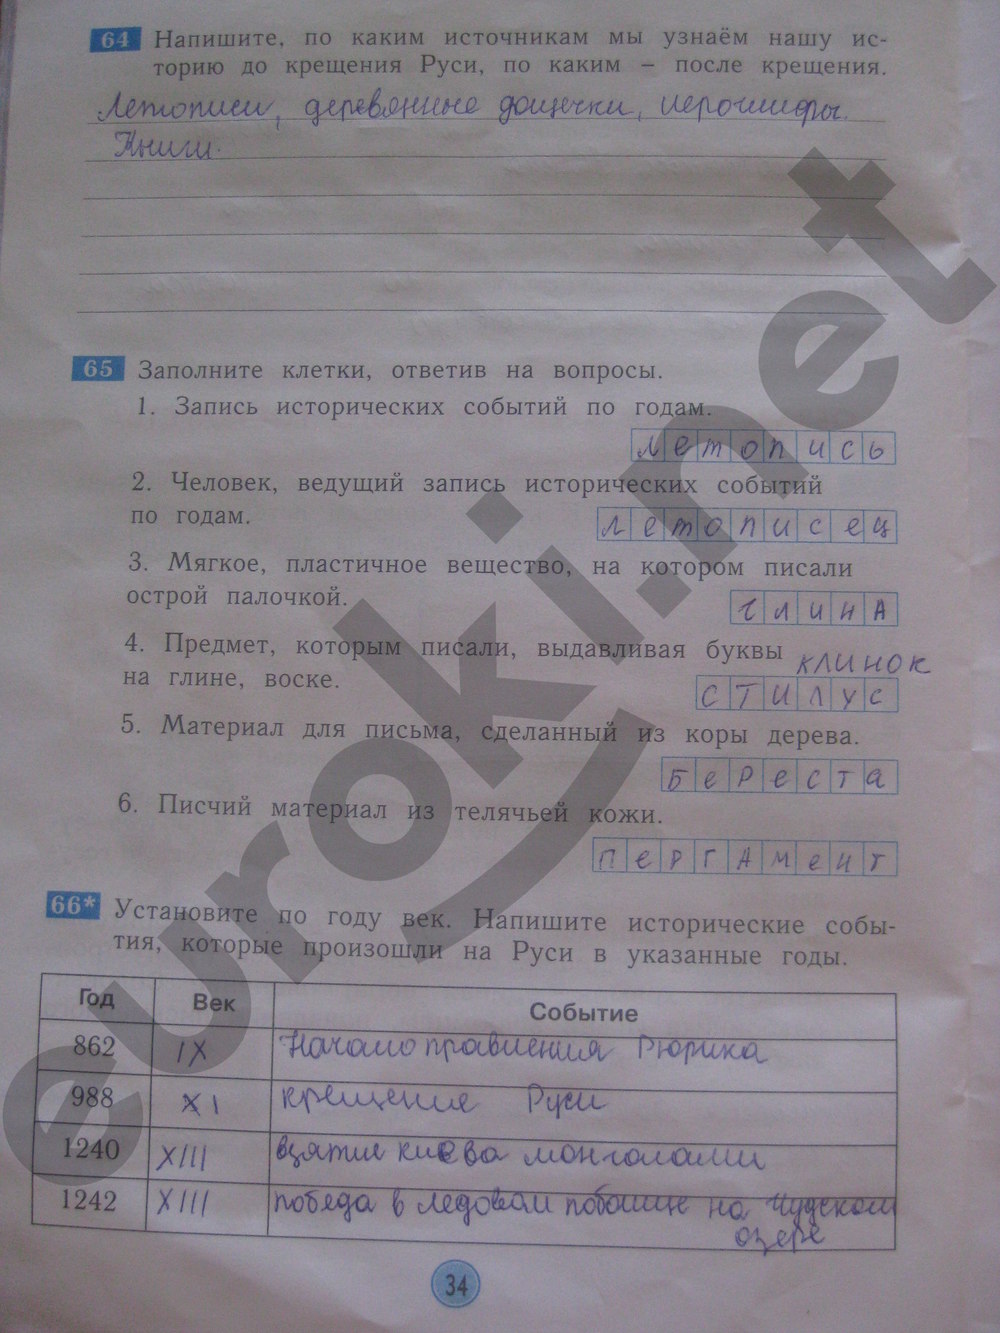 64 Напишите, по каким источникам мы узнаём нашу ис-
торию до крещения Руси, по каким – после крещения.
Летописи, деревянные дощечки, иероглифы.
Книги.
65 Заполните клетки, ответив на вопросы.
1. Запись исторических событий по годам.
летопись
2. Человек, ведущий запись исторических событий
по годам.
летописец
3. Мягкое, пластичное вещество, на котором писали
острой палочкой.
глинА
4. Предмет, которым писали, выдавливая буквы
клинок
на глине, воске.
СТИЛУС
5. Материал для письма, сделанный из коры дерева.
БеРеСТа
6. Писчий материал из телячьей кожи.
пергАмент
66* Установите по году век. Напишите исторические собы-
тия, которые произошли на Руси в указанные годы.
Год Век Событие
862 IX Начало правления Рюрика
988 XI крещение Руси
1240 XIII взятие киева монголами
1242 XIII победа в ледовом побоище на Чудском
озере
34
euroki.net